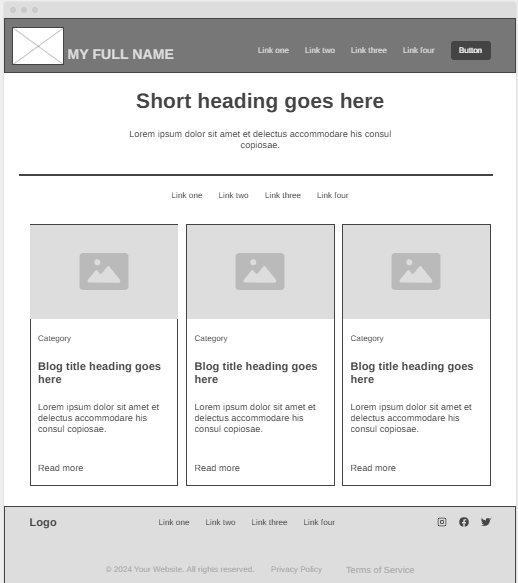 MY FULL NAME
Link one Link two Link three Link four Button
Short heading goes here
Lorem ipsum dolor sit amet et delectus accommodare his consul
copiosae.
Link one Link two Link three Link four
Category
Blog title heading goes
here
Lorem ipsum dolor sit amet et
delectus accommodare his
consul copiosae.
Read more
Category
Blog title heading goes
here
Lorem ipsum dolor sit amet et
delectus accommodare his
consul copiosae.
Read more
Category
Blog title heading goes
here
Lorem ipsum dolor sit amet et
delectus accommodare his
consul copiosae.
Read more
Logo
Link one Link two Link three Link four
© 2024 Your Website. All rights reserved. Privacy Policy Terms of Service